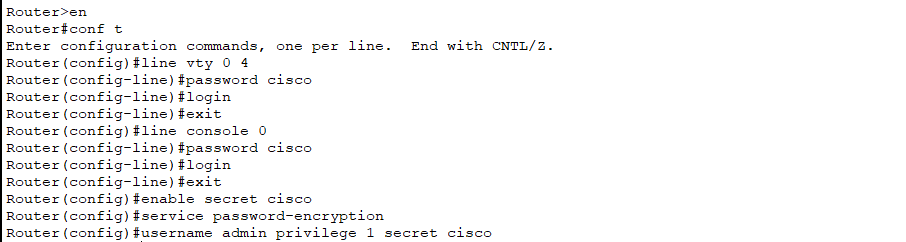 Router>en
Router#conf t
Enter configuration commands, one per line.  End with CNTL/Z.
Router(config)#line vty 0 4
Router(config-line)#password cisco
Router(config-line)#login
Router(config-line)#exit
Router(config)#line console 0
Router(config-line)#password cisco
Router(config-line)#login
Router(config-line)#exit
Router(config)#enable secret cisco
Router(config)#service password-encryption
Router(config)#username admin privilege 1 secret cisco